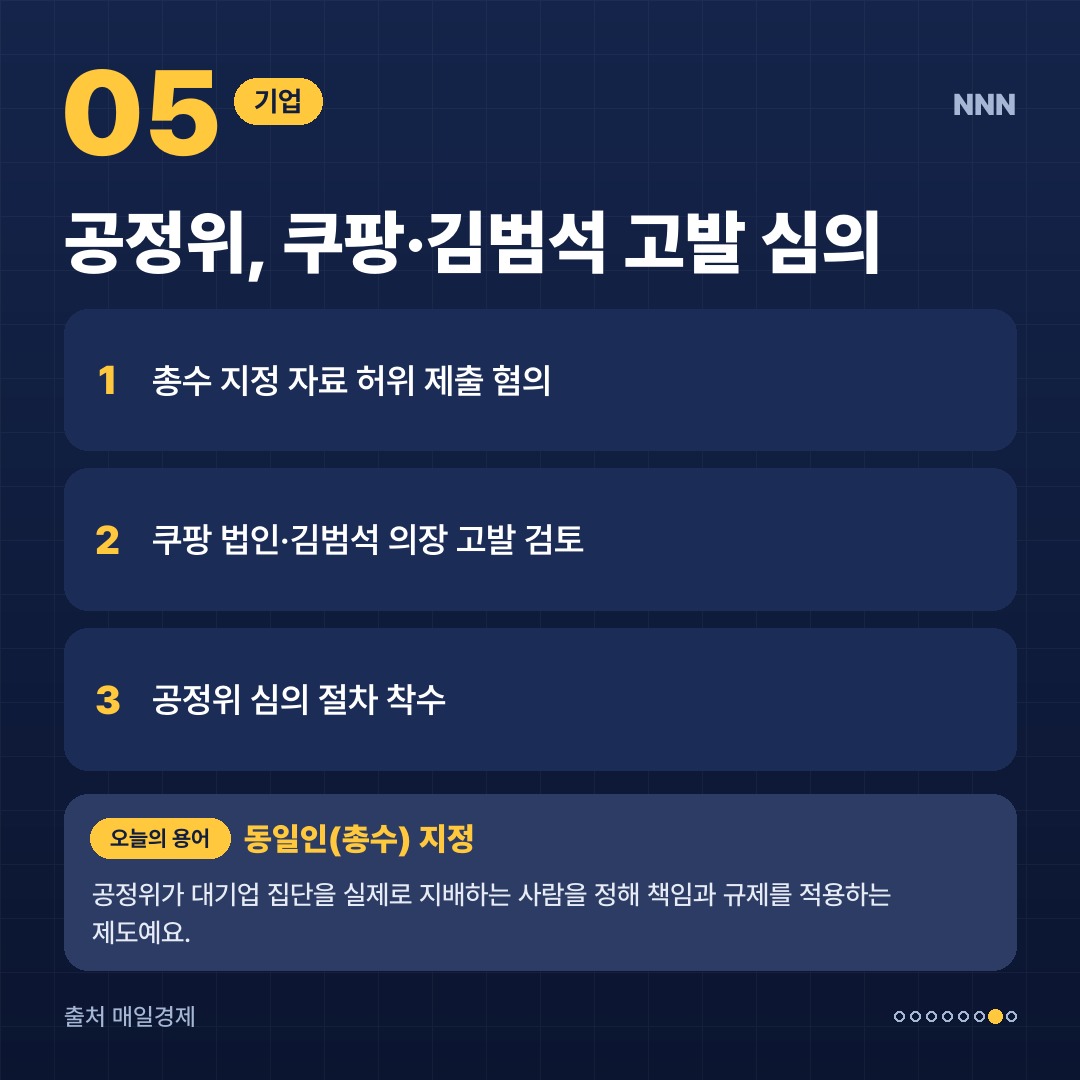 05 기업
NNN
공정위, 쿠팡·김범석 고발 심의
1 총수 지정 자료 허위 제출 혐의
2 쿠팡 법인·김범석 의장 고발 검토
3 공정위 심의 절차 착수
오늘의 용어 동일인(총수) 지정
공정위가 대기업 집단을 실제로 지배하는 사람을 정해 책임과 규제를 적용하는
제도예요.
출처 매일경제